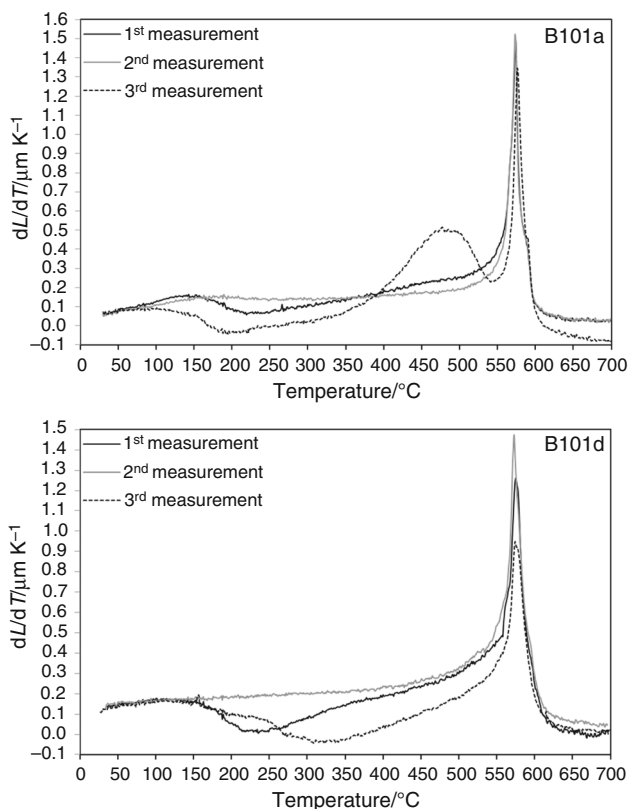 1.6
1.5
1.4
1.3
1.2
1.1
1.0
0.9
0.8
0.7
0.6
0.5
0.4
0.3
0.2
0.1
0.0
–0.1
dL/dT/µm K⁻¹
1st measurement
2nd measurement
3rd measurement
B101a
0 50 100 150 200 250 300 350 400 450 500 550 600 650 700
Temperature/°C
1.5
1.4
1.3
1.2
1.1
1.0
0.9
0.8
0.7
0.6
0.5
0.4
0.3
0.2
0.1
0.0
–0.1
dL/dT/µm K⁻¹
1st measurement
2nd measurement
3rd measurement
B101d
0 50 100 150 200 250 300 350 400 450 500 550 600 650 700
Temperature/°C